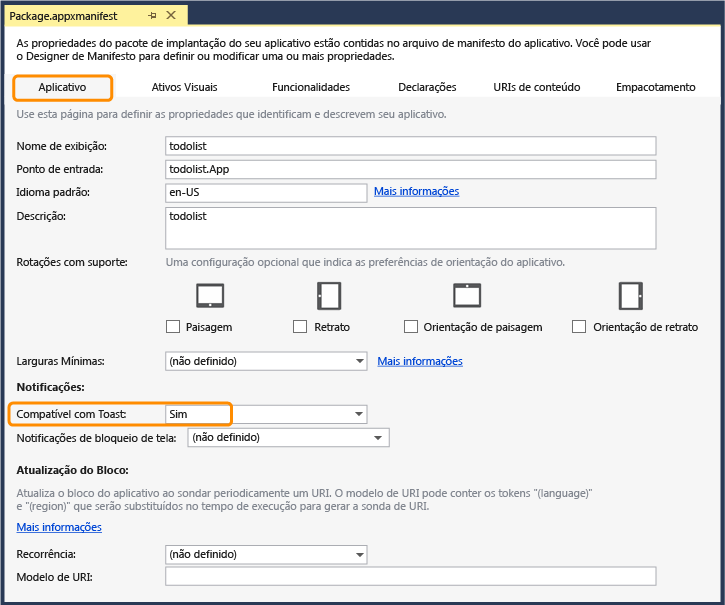 Package.appxmanifest
As propriedades do pacote de implantação do seu aplicativo estão contidas no arquivo de manifesto do aplicativo. Você pode usar
o Designer de Manifesto para definir ou modificar uma ou mais propriedades.
Aplicativo Ativos Visuais Funcionalidades Declarações URIs de conteúdo Empacotamento
Use esta página para definir as propriedades que identificam e descrevem seu aplicativo.
Nome de exibição: todolist
Ponto de entrada: todolist.App
Idioma padrão: en-US Mais informações
Descrição: todolist
Rotações com suporte: Uma configuração opcional que indica as preferências de orientação do aplicativo.
Paisagem Retrato Orientação de paisagem Orientação de retrato
Larguras Mínimas: (não definido) Mais informações
Notificações:
Compatível com Toast: Sim
Notificações de bloqueio de tela: (não definido)
Atualização do Bloco:
Atualiza o bloco do aplicativo ao sondar periodicamente um URI. O modelo de URI pode conter os tokens "(language)"
e "(region)" que serão substituídos no tempo de execução para gerar a sonda de URI.
Mais informações
Recorrência: (não definido)
Modelo de URI: